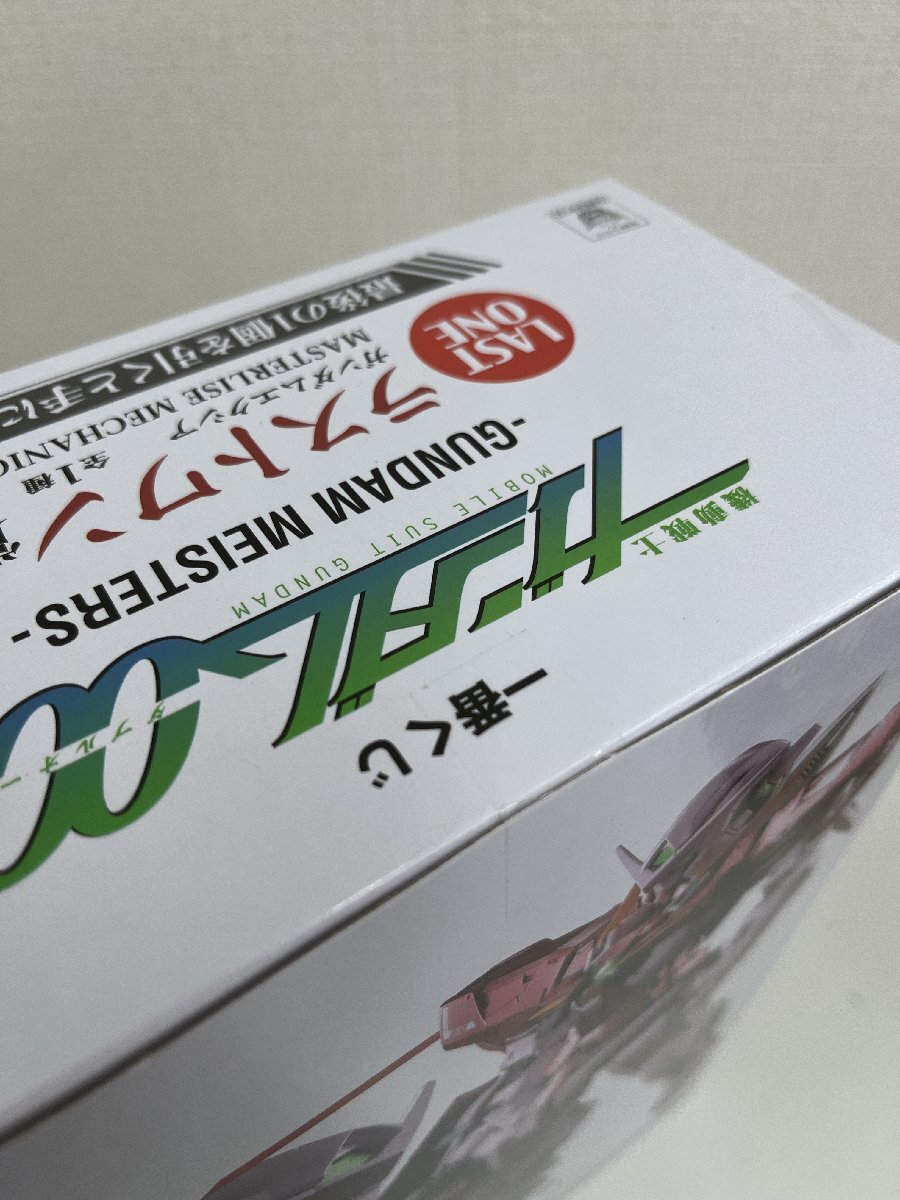 一番くじ
機動戦士
ガンダム00
ダブルオー
MOBILE SUIT GUNDAM
-GUNDAM MEISTERS-
LAST
ONE
ラストワン
ガンダムエクシア
全1種
MASTERLISE MECHANIC
最後の1個を引くと手に